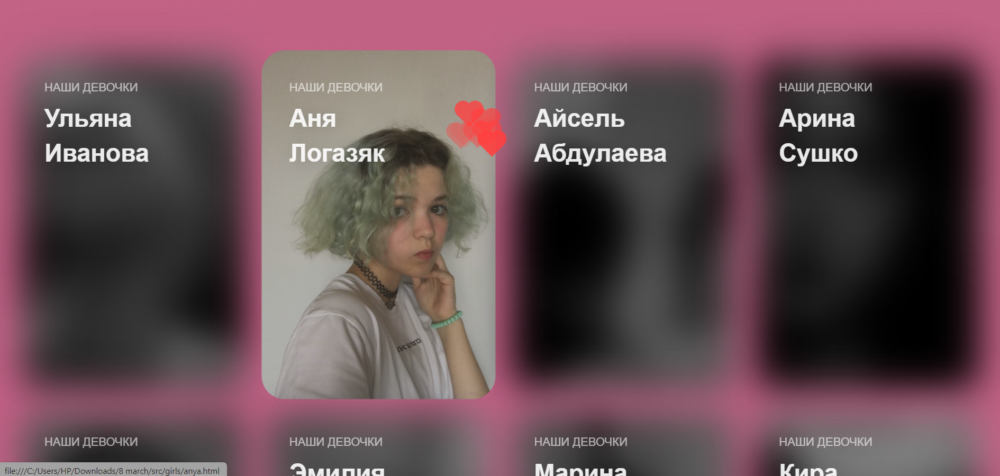 НАШИ ДЕВОЧКИ
Ульяна
Иванова
НАШИ ДЕВОЧКИ
Аня
Логазяк
НАШИ ДЕВОЧКИ
Айсель
Абдулаева
НАШИ ДЕВОЧКИ
Арина
Сушко
НАШИ ДЕВОЧКИ
НАШИ ДЕВОЧКИ
Эмилия
НАШИ ДЕВОЧКИ
Марина
НАШИ ДЕВОЧКИ
Кира
file:///C:/Users/HP/Downloads/8 march/src/girls/anya.html